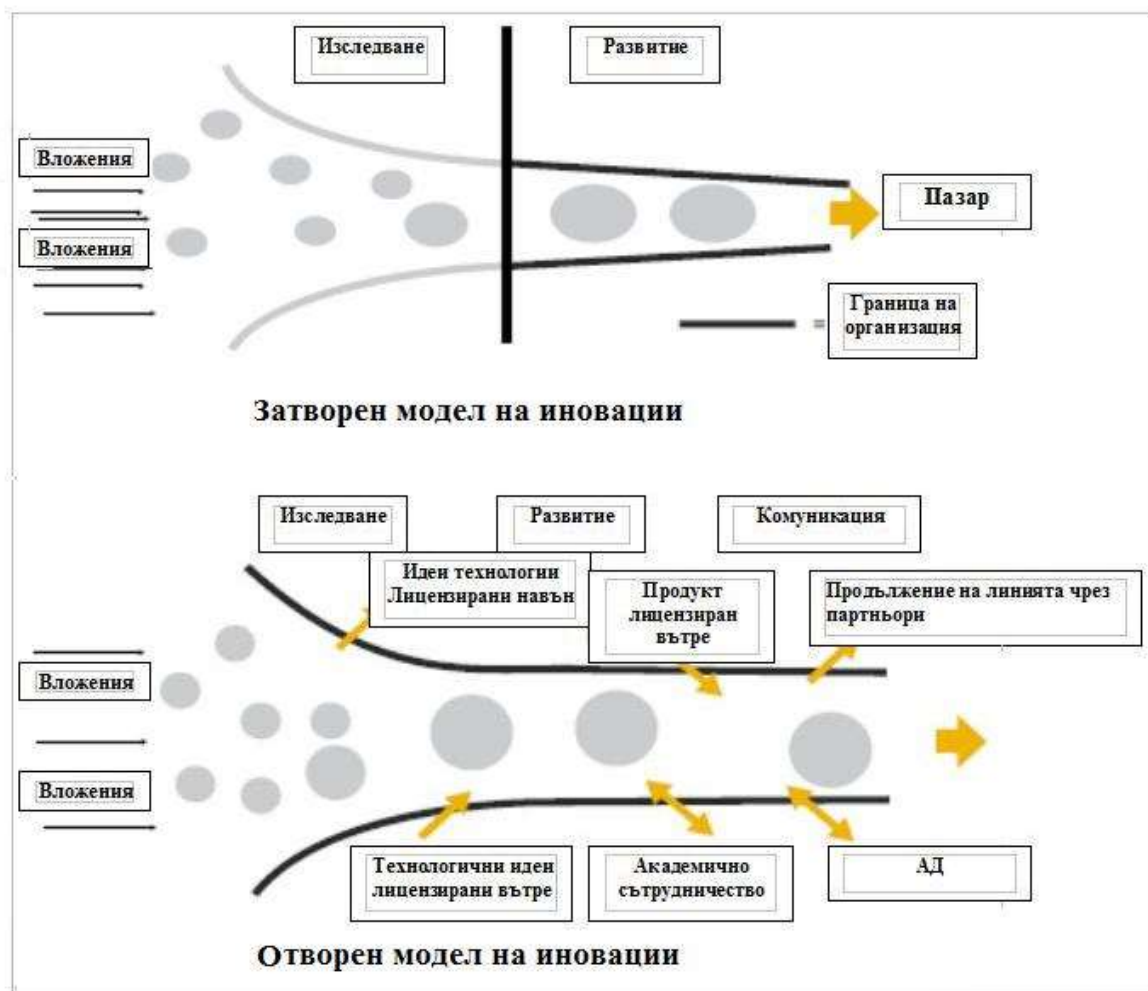 Изследване
Развитие
Вложения
Пазар
Вложения
=
Граница на
организация
Затворен модел на иновации
Изследване
Развитие
Комуникация
Идеи технологии
Лицензирани навън
Продукт
лицензиран
вътре
Продължение на линията чрез
партньори
Вложения
Вложения
Технологични идеи
лицензирани вътре
Академично
сътрудничество
АД
Отворен модел на иновации